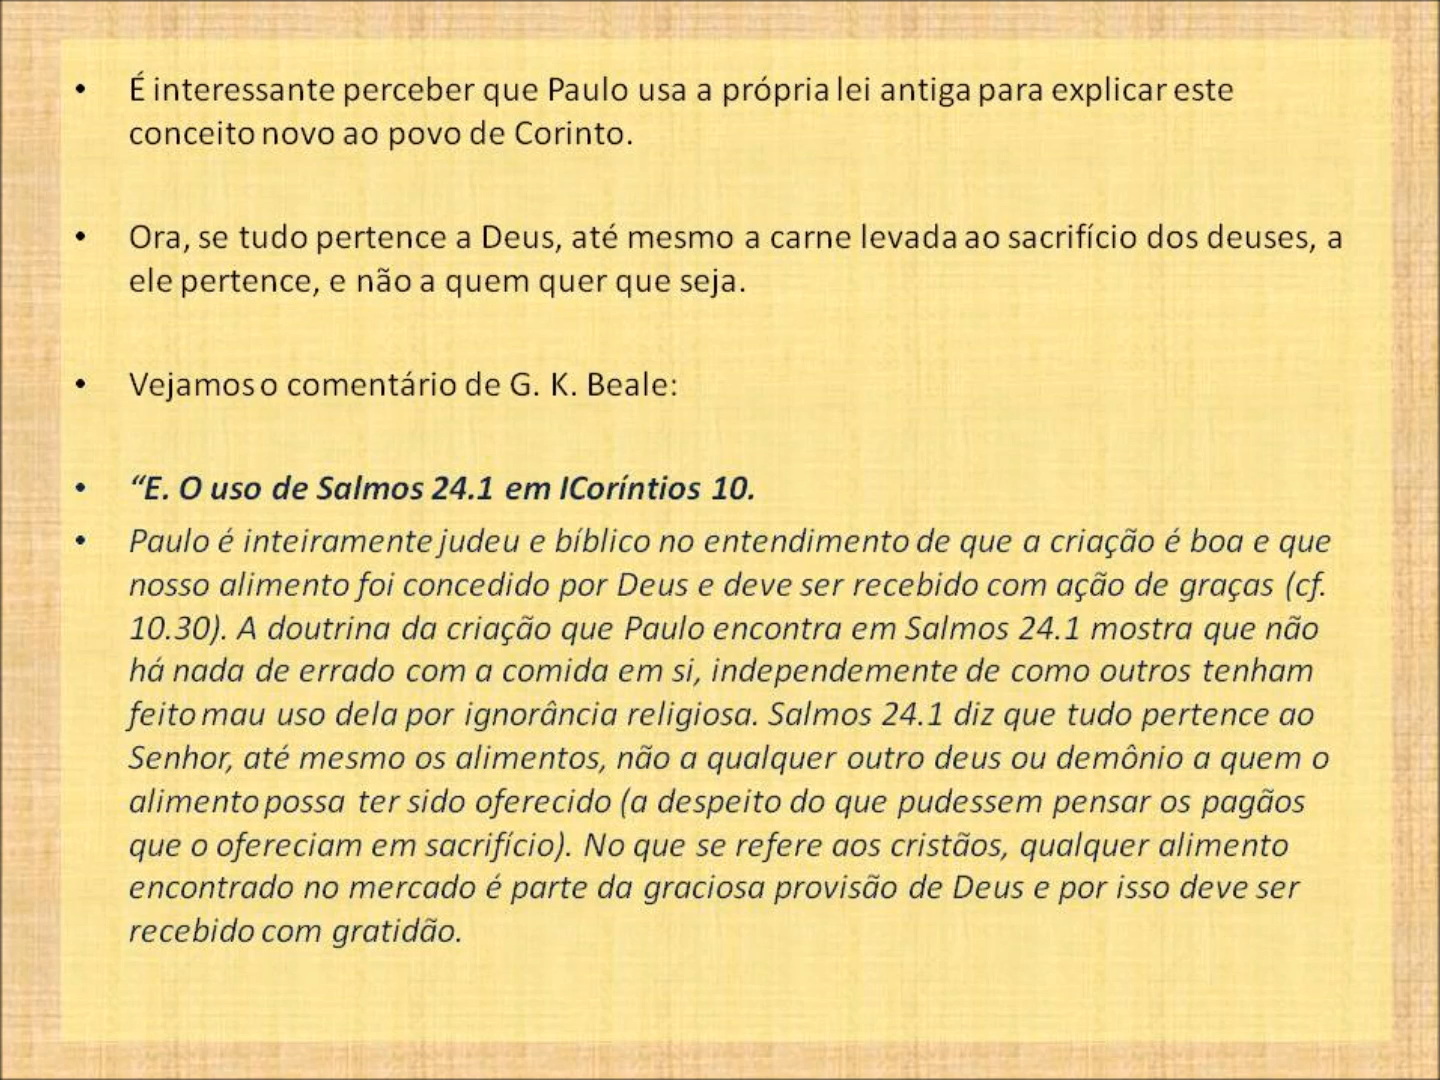 • É interessante perceber que Paulo usa a própria lei antiga para explicar este
conceito novo ao povo de Corinto.
• Ora, se tudo pertence a Deus, até mesmo a carne levada ao sacrifício dos deuses, a
ele pertence, e não a quem quer que seja.
• Vejamos o comentário de G. K. Beale:
• “E. O uso de Salmos 24.1 em ICoríntios 10.
• Paulo é inteiramente judeu e bíblico no entendimento de que a criação é boa e que
nosso alimento foi concedido por Deus e deve ser recebido com ação de graças (cf.
10.30). A doutrina da criação que Paulo encontra em Salmos 24.1 mostra que não
há nada de errado com a comida em si, independemente de como outros tenham
feito mau uso dela por ignorância religiosa. Salmos 24.1 diz que tudo pertence ao
Senhor, até mesmo os alimentos, não a qualquer outro deus ou demônio a quem o
alimento possa ter sido oferecido (a despeito do que pudessem pensar os pagãos
que o ofereciam em sacrifício). No que se refere aos cristãos, qualquer alimento
encontrado no mercado é parte da graciosa provisão de Deus e por isso deve ser
recebido com gratidão.